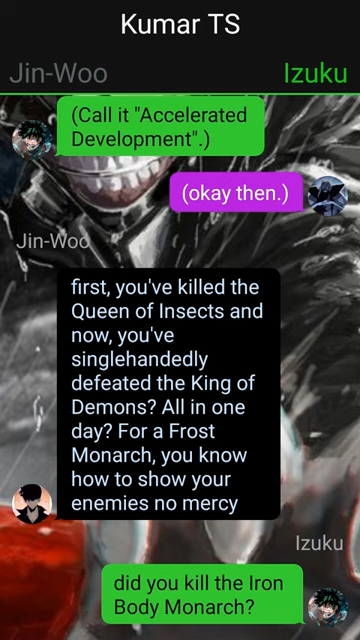 Kumar TS
Jin-Woo
Izuku
(Call it "Accelerated
Development".)
(okay then.)
Jin-Woo
first, you've killed the
Queen of Insects and
now, you've
singlehandedly
defeated the King of
Demons? All in one
day? For a Frost
Monarch, you know
how to show your
enemies no mercy
Izuku
did you kill the Iron
Body Monarch?